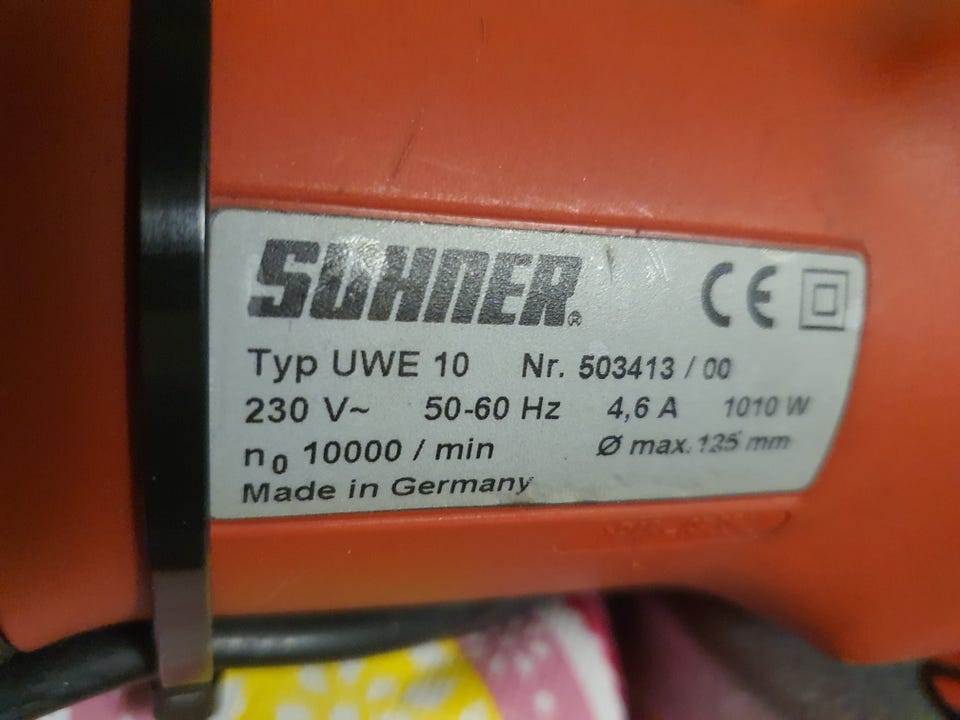 SUHNER®
CE
Typ UWE 10 Nr. 503413 / 00
230 V~ 50-60 Hz 4,6 A 1010 W
n0 10000 / min Ø max. 125 mm
Made in Germany